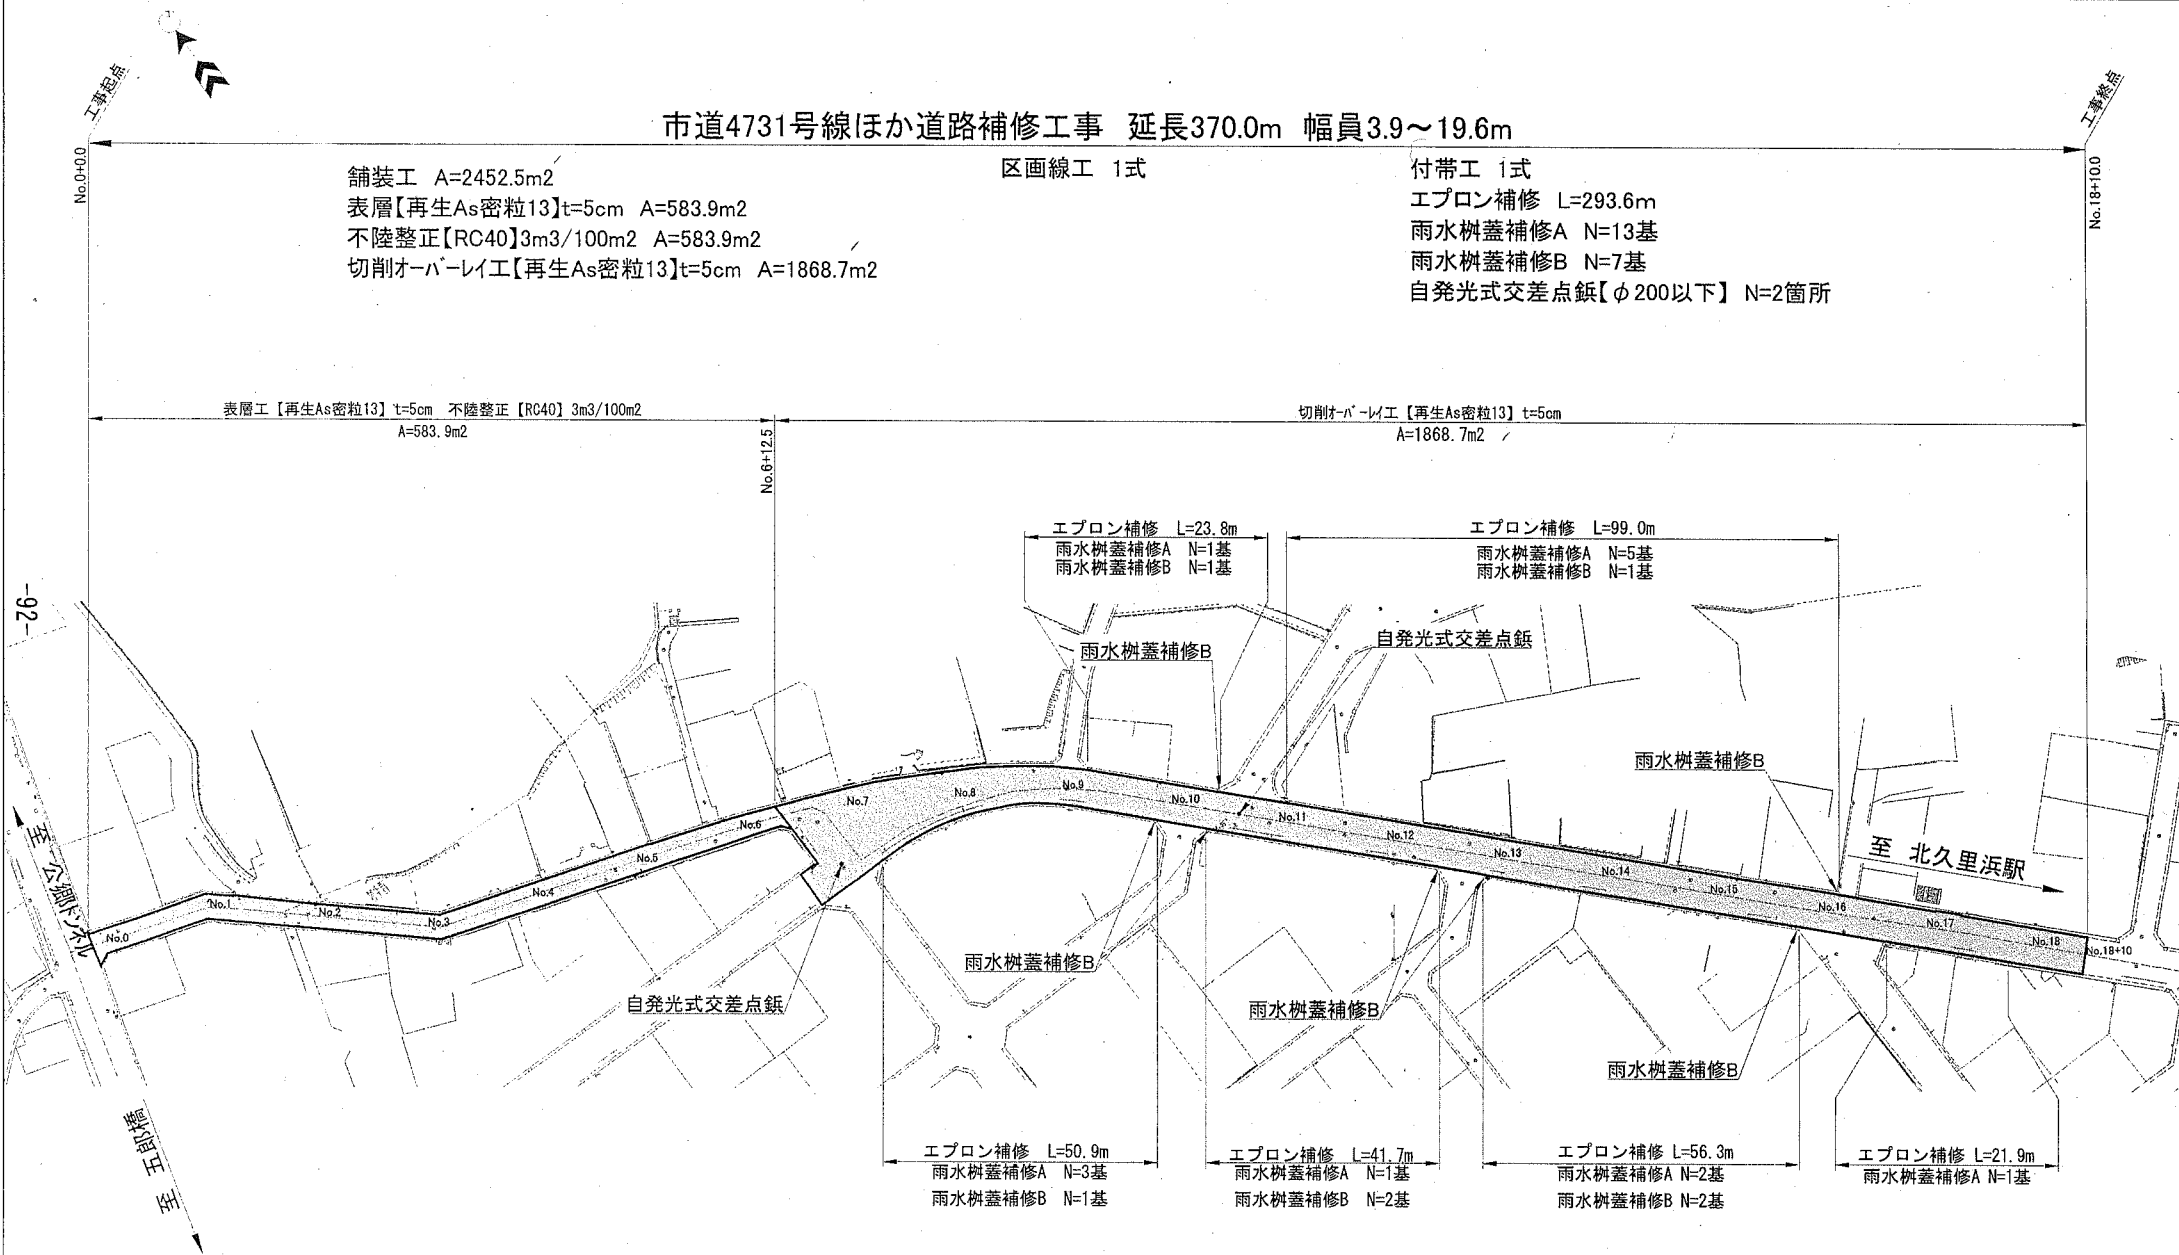 工事起点
工事終点
市道4731号線ほか道路補修工事 延長370.0m 幅員3.9～19.6m
No.0+0.0
No.18+10.0
舗装工 A=2452.5m2
表層【再生As密粒13】t=5cm A=583.9m2
不陸整正【RC40】3m3/100m2 A=583.9m2
切削オーバーレイ工【再生As密粒13】t=5cm A=1868.7m2
区画線工 1式
付帯工 1式
エプロン補修 L=293.6m
雨水桝蓋補修A N=13基
雨水桝蓋補修B N=7基
自発光式交差点鋲【φ200以下】 N=2箇所
表層工【再生As密粒13】t=5cm 不陸整正【RC40】3m3/100m2
A=583.9m2
No.6+12.5
切削オーバーレイ工【再生As密粒13】t=5cm
A=1868.7m2
エプロン補修 L=23.8m
雨水桝蓋補修A N=1基
雨水桝蓋補修B N=1基
エプロン補修 L=99.0m
雨水桝蓋補修A N=5基
雨水桝蓋補修B N=1基
-92-
雨水桝蓋補修B
自発光式交差点鋲
雨水桝蓋補修B
至 公郷トンネル
至 北久里浜駅
No.0
No.1
No.2
No.3
No.4
No.5
No.6
No.7
No.8
No.9
No.10
No.11
No.12
No.13
No.14
No.15
No.16
No.17
No.18
No.18+10
雨水桝蓋補修B
自発光式交差点鋲
雨水桝蓋補修B
雨水桝蓋補修B
至 五郎橋
エプロン補修 L=50.9m
雨水桝蓋補修A N=3基
雨水桝蓋補修B N=1基
エプロン補修 L=41.7m
雨水桝蓋補修A N=1基
雨水桝蓋補修B N=2基
エプロン補修 L=56.3m
雨水桝蓋補修A N=2基
雨水桝蓋補修B N=2基
エプロン補修 L=21.9m
雨水桝蓋補修A N=1基